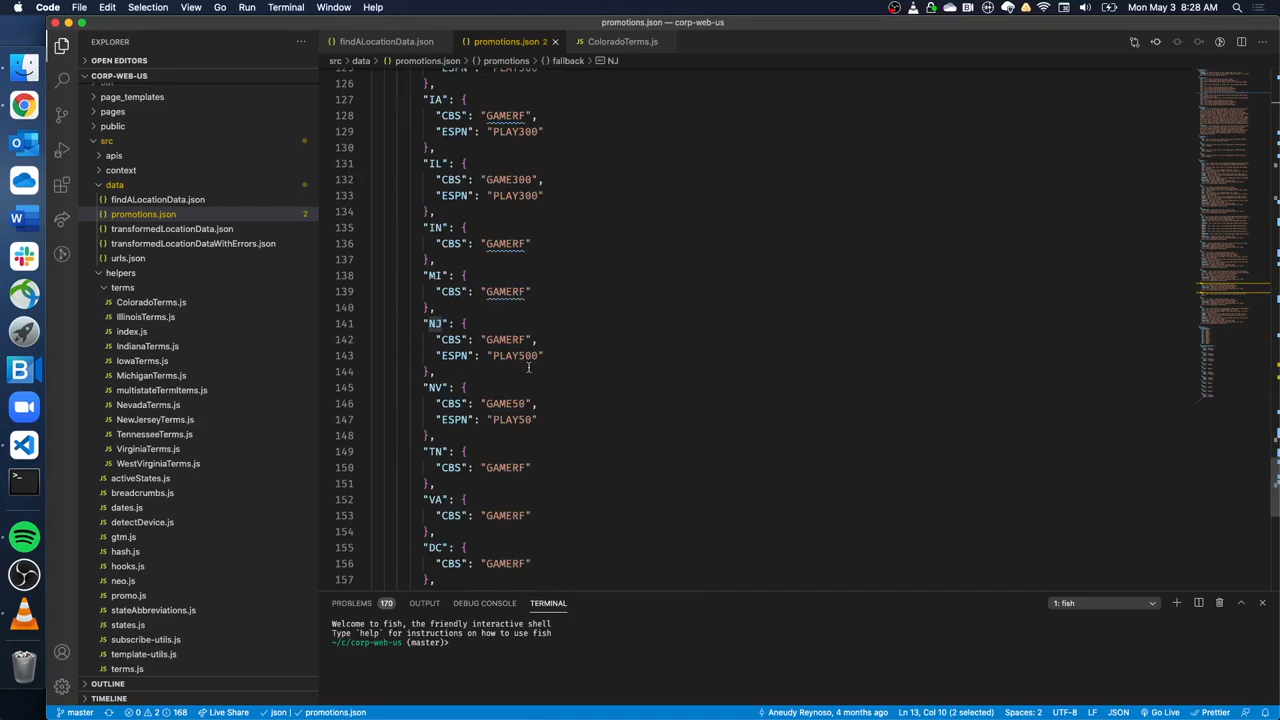 Code File Edit Selection View Go Run Terminal Window Help
Mon May 3 8:28 AM
promotions.json — corp-web-us
EXPLORER
findALocationData.json
promotions.json 2
ColoradoTerms.js
OPEN EDITORS
src > data > promotions.json > promotions > fallback > NJ
CORP-WEB-US
page_templates
pages
public
src
apis
context
data
findALocationData.json
promotions.json 2
transformedLocationData.json
transformedLocationDataWithErrors.json
urls.json
helpers
terms
ColoradoTerms.js
IllinoisTerms.js
index.js
IndianaTerms.js
IowaTerms.js
MichiganTerms.js
multistateTermItems.js
NevadaTerms.js
NewJerseyTerms.js
TennesseeTerms.js
VirginiaTerms.js
WestVirginiaTerms.js
activeStates.js
breadcrumbs.js
dates.js
detectDevice.js
gtm.js
hash.js
hooks.js
neo.js
promo.js
stateAbbreviations.js
states.js
subscribe-utils.js
template-utils.js
terms.js
OUTLINE
TIMELINE
125 "ESPN": "PLAY300"
126 },
127 "IA": {
128 "CBS": "GAMERF",
129 "ESPN": "PLAY300"
130 },
131 "IL": {
132 "CBS": "GAME300",
133 "ESPN": "PLAY300"
134 },
135 "IN": {
136 "CBS": "GAMERF"
137 },
138 "MI": {
139 "CBS": "GAMERF"
140 },
141 "NJ": {
142 "CBS": "GAMERF",
143 "ESPN": "PLAY500"
144 },
145 "NV": {
146 "CBS": "GAME50",
147 "ESPN": "PLAY50"
148 },
149 "TN": {
150 "CBS": "GAMERF"
151 },
152 "VA": {
153 "CBS": "GAMERF"
154 },
155 "DC": {
156 "CBS": "GAMERF"
157 },
PROBLEMS 170 OUTPUT DEBUG CONSOLE TERMINAL
1: fish
Welcome to fish, the friendly interactive shell
Type `help` for instructions on how to use fish
~/c/corp-web-us (master)>
master 0 2 168 Live Share json | promotions.json
Aneudy Reynoso, 4 months ago Ln 13, Col 10 (2 selected) Spaces: 2 UTF-8 LF JSON Go Live Prettier